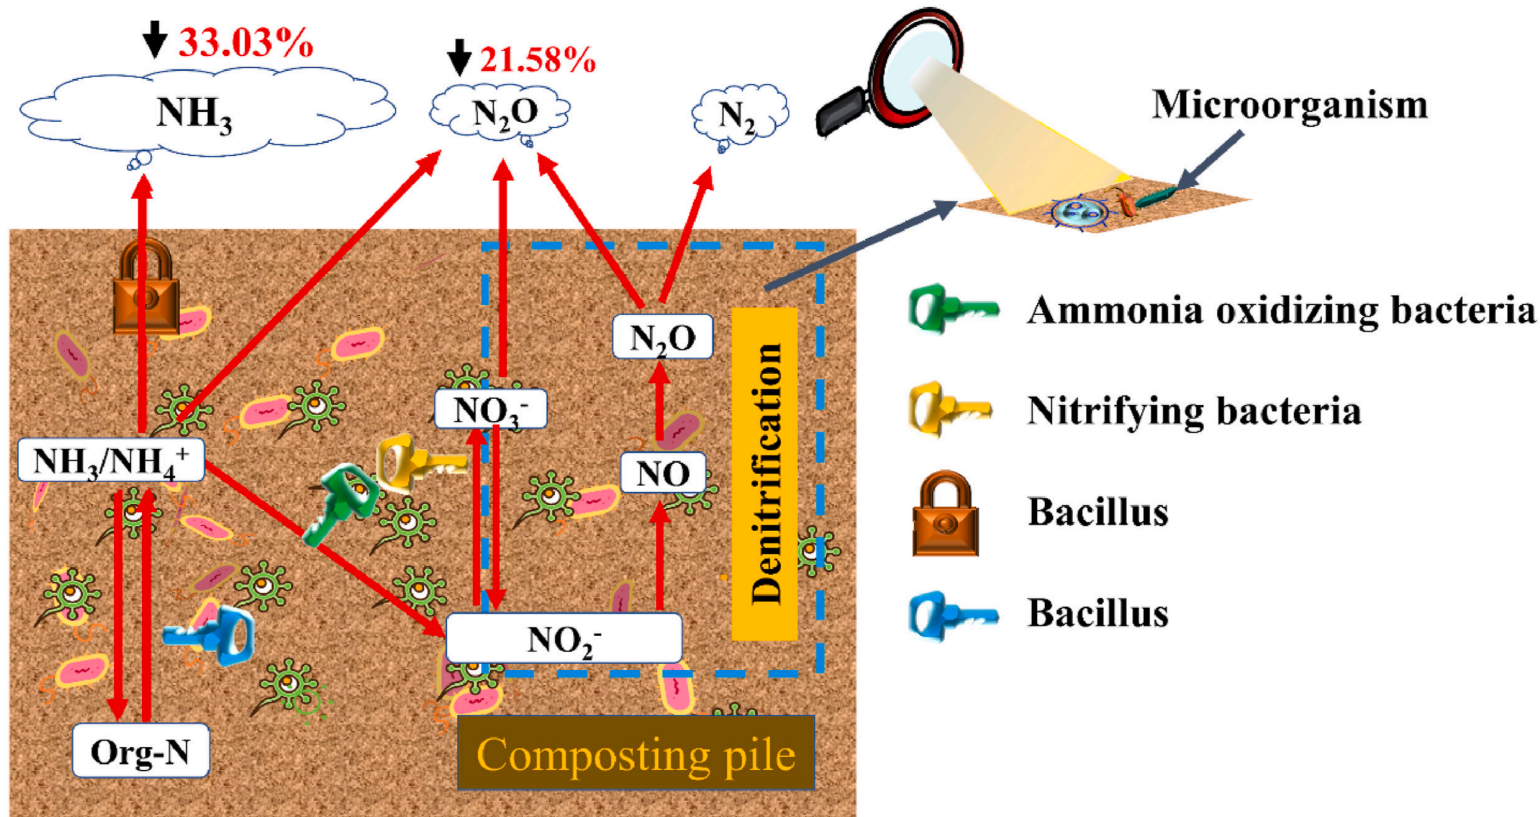 33.03%
21.58%
NH₃
N₂O
N₂
Microorganism
N₂O
Ammonia oxidizing bacteria
NO₃⁻
Nitrifying bacteria
NH₃/NH₄⁺
NO
Denitrification
Bacillus
NO₂⁻
Bacillus
Org-N
Composting pile